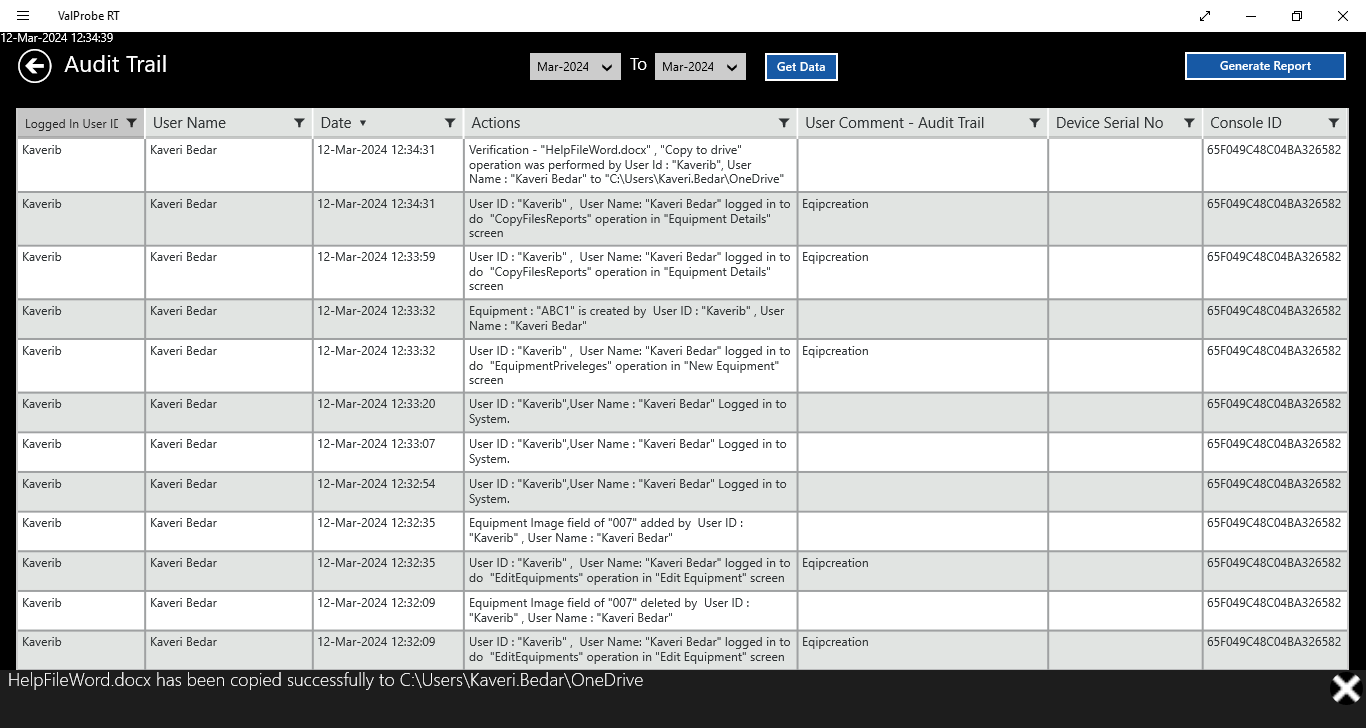 ValProbe RT
12-Mar-2024 12:34:39
Audit Trail
Mar-2024 To Mar-2024 Get Data Generate Report
Logged In User ID User Name Date Actions User Comment - Audit Trail Device Serial No Console ID
Kaverib Kaveri Bedar 12-Mar-2024 12:34:31 Verification - "HelpFileWord.docx" , "Copy to drive" 65F049C48C04BA326582
operation was performed by User Id : "Kaverib", User
Name : "Kaveri Bedar" to "C:\Users\Kaveri.Bedar\OneDrive"
Kaverib Kaveri Bedar 12-Mar-2024 12:34:31 User ID : "Kaverib" , User Name: "Kaveri Bedar" logged in to Eqipcreation 65F049C48C04BA326582
do "CopyFilesReports" operation in "Equipment Details"
screen
Kaverib Kaveri Bedar 12-Mar-2024 12:33:59 User ID : "Kaverib" , User Name: "Kaveri Bedar" logged in to Eqipcreation 65F049C48C04BA326582
do "CopyFilesReports" operation in "Equipment Details"
screen
Kaverib Kaveri Bedar 12-Mar-2024 12:33:32 Equipment : "ABC1" is created by User ID : "Kaverib" , User 65F049C48C04BA326582
Name : "Kaveri Bedar"
Kaverib Kaveri Bedar 12-Mar-2024 12:33:32 User ID : "Kaverib" , User Name: "Kaveri Bedar" logged in to Eqipcreation 65F049C48C04BA326582
do "EquipmentPriveleges" operation in "New Equipment"
screen
Kaverib Kaveri Bedar 12-Mar-2024 12:33:20 User ID : "Kaverib",User Name : "Kaveri Bedar" Logged in to 65F049C48C04BA326582
System.
Kaverib Kaveri Bedar 12-Mar-2024 12:33:07 User ID : "Kaverib",User Name : "Kaveri Bedar" Logged in to 65F049C48C04BA326582
System.
Kaverib Kaveri Bedar 12-Mar-2024 12:32:54 User ID : "Kaverib",User Name : "Kaveri Bedar" Logged in to 65F049C48C04BA326582
System.
Kaverib Kaveri Bedar 12-Mar-2024 12:32:35 Equipment Image field of "007" added by User ID : 65F049C48C04BA326582
"Kaverib" , User Name : "Kaveri Bedar"
Kaverib Kaveri Bedar 12-Mar-2024 12:32:35 User ID : "Kaverib" , User Name: "Kaveri Bedar" logged in to Eqipcreation 65F049C48C04BA326582
do "EditEquipments" operation in "Edit Equipment" screen
Kaverib Kaveri Bedar 12-Mar-2024 12:32:09 Equipment Image field of "007" deleted by User ID : 65F049C48C04BA326582
"Kaverib" , User Name : "Kaveri Bedar"
Kaverib Kaveri Bedar 12-Mar-2024 12:32:09 User ID : "Kaverib" , User Name: "Kaveri Bedar" logged in to Eqipcreation 65F049C48C04BA326582
do "EditEquipments" operation in "Edit Equipment" screen
HelpFileWord.docx has been copied successfully to C:\Users\Kaveri.Bedar\OneDrive